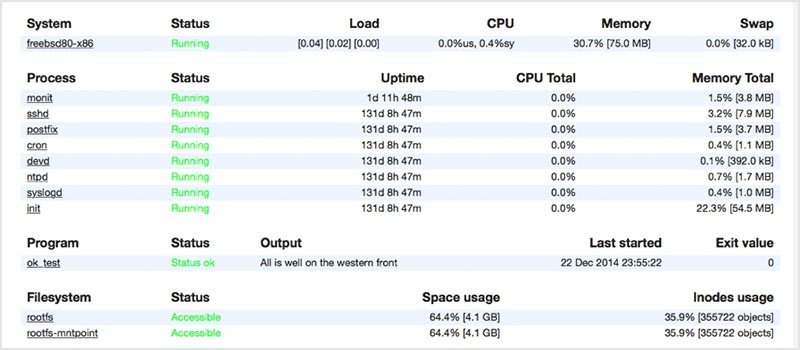 System Status Load CPU Memory Swap
freebsd80-x86 Running [0.04] [0.02] [0.00] 0.0%us, 0.4%sy 30.7% [75.0 MB] 0.0% [32.0 kB]
Process Status Uptime CPU Total Memory Total
monit Running 1d 11h 48m 0.0% 1.5% [3.8 MB]
sshd Running 131d 8h 47m 0.0% 3.2% [7.9 MB]
postfix Running 131d 8h 47m 0.0% 1.5% [3.7 MB]
cron Running 131d 8h 47m 0.0% 0.4% [1.1 MB]
devd Running 131d 8h 47m 0.0% 0.1% [392.0 kB]
ntpd Running 131d 8h 47m 0.0% 0.7% [1.7 MB]
syslogd Running 131d 8h 47m 0.0% 0.4% [1.0 MB]
init Running 131d 8h 47m 0.0% 22.3% [54.5 MB]
Program Status Output Last started Exit value
ok_test Status ok All is well on the western front 22 Dec 2014 23:55:22 0
Filesystem Status Space usage Inodes usage
rootfs Accessible 64.4% [4.1 GB] 35.9% [355722 objects]
rootfs-mntpoint Accessible 64.4% [4.1 GB] 35.9% [355722 objects]